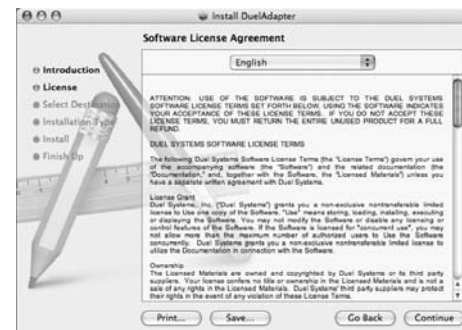 Install DuelAdapter
Software License Agreement
English
Introduction
License
Select Destination
Installation Type
Install
Finish Up
ATTENTION: USE OF THE SOFTWARE IS SUBJECT TO THE DUEL SYSTEMS
SOFTWARE LICENSE TERMS SET FORTH BELOW. USING THE SOFTWARE INDICATES
YOUR ACCEPTANCE OF THESE LICENSE TERMS. IF YOU DO NOT ACCEPT THESE
LICENSE TERMS, YOU MUST RETURN THE ENTIRE UNUSED PRODUCT FOR A FULL
REFUND.
DUEL SYSTEMS SOFTWARE LICENSE TERMS
The following Duel Systems Software License Terms (the "License Terms") govern your use
of the accompanying software (the "Software") and the related documentation (the
"Documentation," and, together with the Software, the "Licensed Materials") unless you
have a separate written agreement with Duel Systems.
License Grant
Duel Systems, Inc. ("Duel Systems") grants you a non-exclusive nontransferable limited
license to Use one copy of the Software. "Use" means storing, loading, installing, executing
or displaying the Software. You may not modify the Software or disable any licensing or
control features of the Software. If the Software is licensed for "concurrent use", you may
not allow more than the maximum number of authorized users to Use the Software
concurrently. Duel Systems grants you a non-exclusive nontransferable limited license to
utilize the Documentation in connection with the Software.
Ownership
The Licensed Materials are owned and copyrighted by Duel Systems or its third party
suppliers. Your license confers no title or ownership in the Licensed Materials and is not a
sale of any rights in the Licensed Materials. Duel Systems' third party suppliers may protect
their rights in the event of any violation of these License Terms.
Print...
Save...
Go Back
Continue